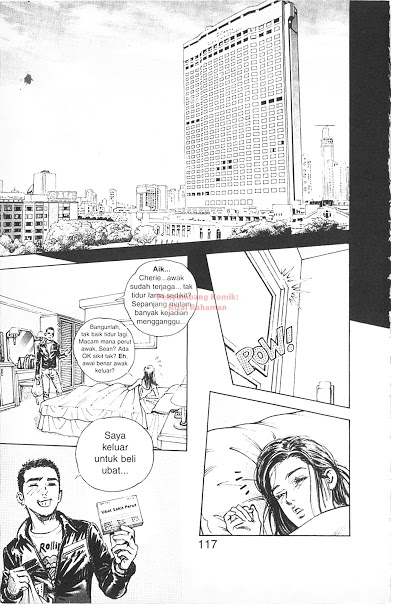 Aik...
Cherie...awak
sudah terjaga... tak
tidur lama sedikit?
Sepanjang malam
banyak kejadian
mengganggu...
Bangunlah,
tak baik tidur lagi.
Macam mana perut
awak, Sean? Ada
OK sikit tak? Eh,
awal benar awak
keluar?
POW!
Saya
keluar
untuk beli
ubat...
Ubat Sakit Perut
ROLLING
117